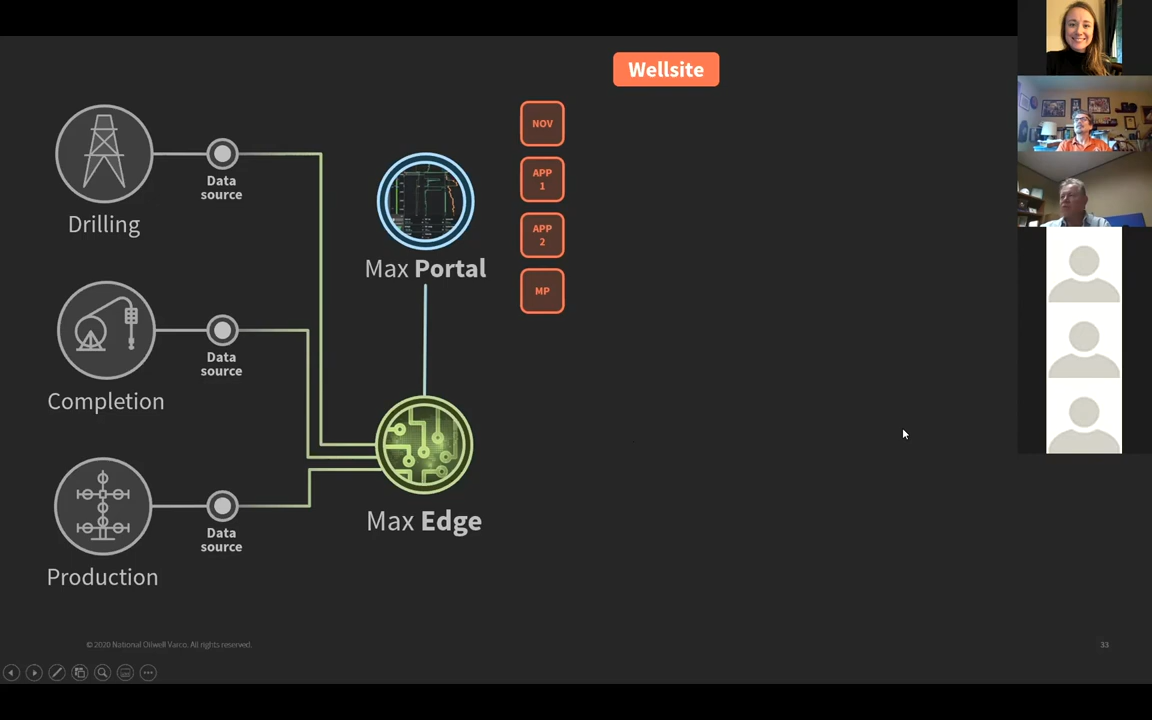 Wellsite
NOV
APP
1
APP
2
MP
Data
source
Drilling
Max Portal
Data
source
Completion
Max Edge
Data
source
Production
© 2020 National Oilwell Varco. All rights reserved.
33